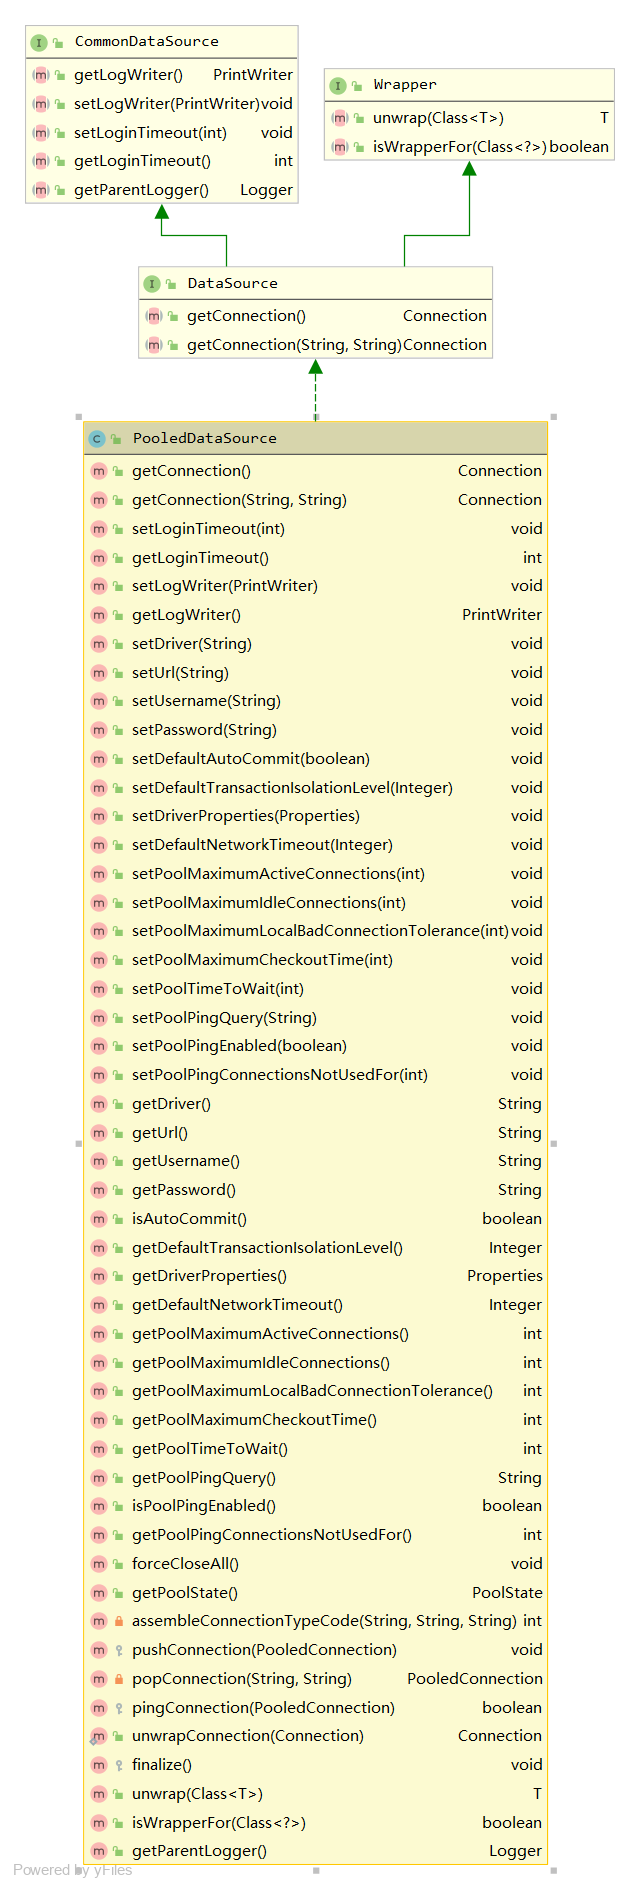 CommonDataSource
getLogWriter() PrintWriter
setLogWriter(PrintWriter) void
setLoginTimeout(int) void
getLoginTimeout() int
getParentLogger() Logger
Wrapper
unwrap(Class<T>) T
isWrapperFor(Class<?>) boolean
DataSource
getConnection() Connection
getConnection(String, String) Connection
PooledDataSource
getConnection() Connection
getConnection(String, String) Connection
setLoginTimeout(int) void
getLoginTimeout() int
setLogWriter(PrintWriter) void
getLogWriter() PrintWriter
setDriver(String) void
setUrl(String) void
setUsername(String) void
setPassword(String) void
setDefaultAutoCommit(boolean) void
setDefaultTransactionIsolationLevel(Integer) void
setDriverProperties(Properties) void
setDefaultNetworkTimeout(Integer) void
setPoolMaximumActiveConnections(int) void
setPoolMaximumIdleConnections(int) void
setPoolMaximumLocalBadConnectionTolerance(int) void
setPoolMaximumCheckoutTime(int) void
setPoolTimeToWait(int) void
setPoolPingQuery(String) void
setPoolPingEnabled(boolean) void
setPoolPingConnectionsNotUsedFor(int) void
getDriver() String
getUrl() String
getUsername() String
getPassword() String
isAutoCommit() boolean
getDefaultTransactionIsolationLevel() Integer
getDriverProperties() Properties
getDefaultNetworkTimeout() Integer
getPoolMaximumActiveConnections() int
getPoolMaximumIdleConnections() int
getPoolMaximumLocalBadConnectionTolerance() int
getPoolMaximumCheckoutTime() int
getPoolTimeToWait() int
getPoolPingQuery() String
isPoolPingEnabled() boolean
getPoolPingConnectionsNotUsedFor() int
forceCloseAll() void
getPoolState() PoolState
assembleConnectionTypeCode(String, String, String) int
pushConnection(PooledConnection) void
popConnection(String, String) PooledConnection
pingConnection(PooledConnection) boolean
unwrapConnection(Connection) Connection
finalize() void
unwrap(Class<T>) T
isWrapperFor(Class<?>) boolean
getParentLogger() Logger
Powered by yFiles